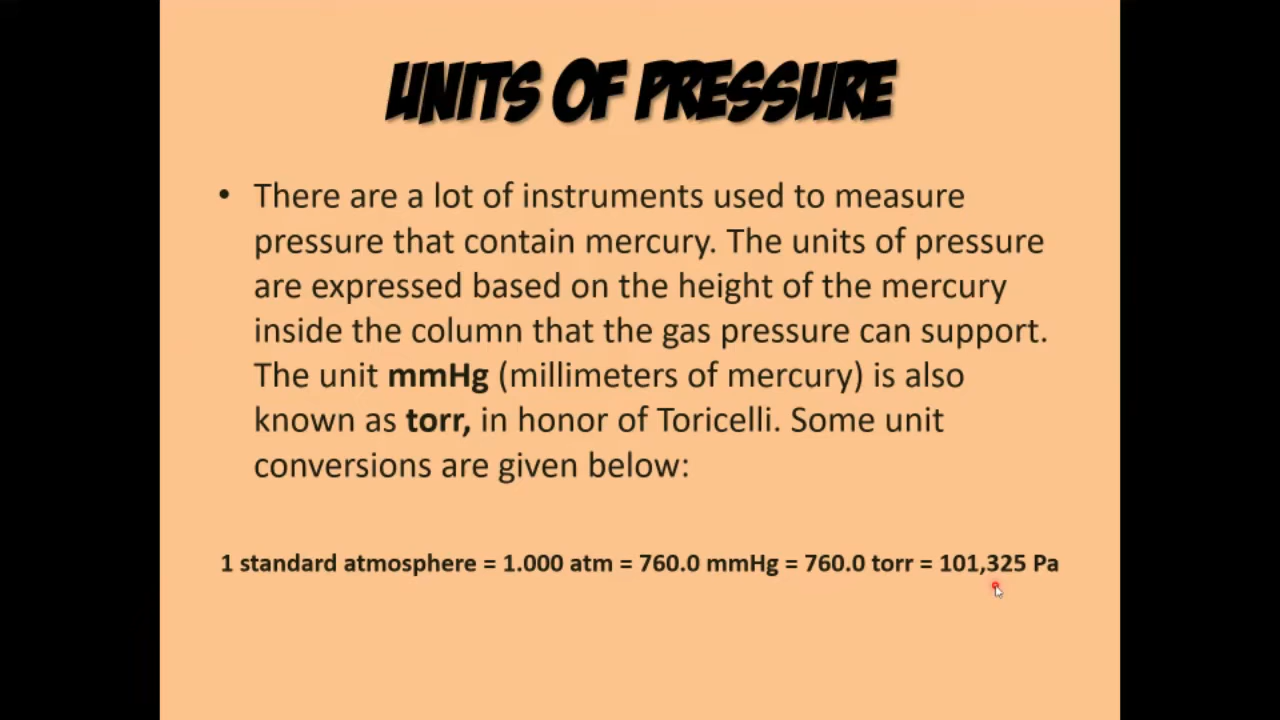 UNITS OF PRESSURE
• There are a lot of instruments used to measure
pressure that contain mercury. The units of pressure
are expressed based on the height of the mercury
inside the column that the gas pressure can support.
The unit mmHg (millimeters of mercury) is also
known as torr, in honor of Toricelli. Some unit
conversions are given below:
1 standard atmosphere = 1.000 atm = 760.0 mmHg = 760.0 torr = 101,325 Pa